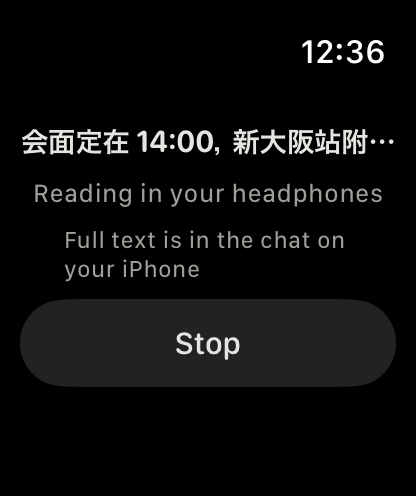 12:36
会面定在 14:00, 新大阪站附…
Reading in your headphones
Full text is in the chat on
your iPhone
Stop